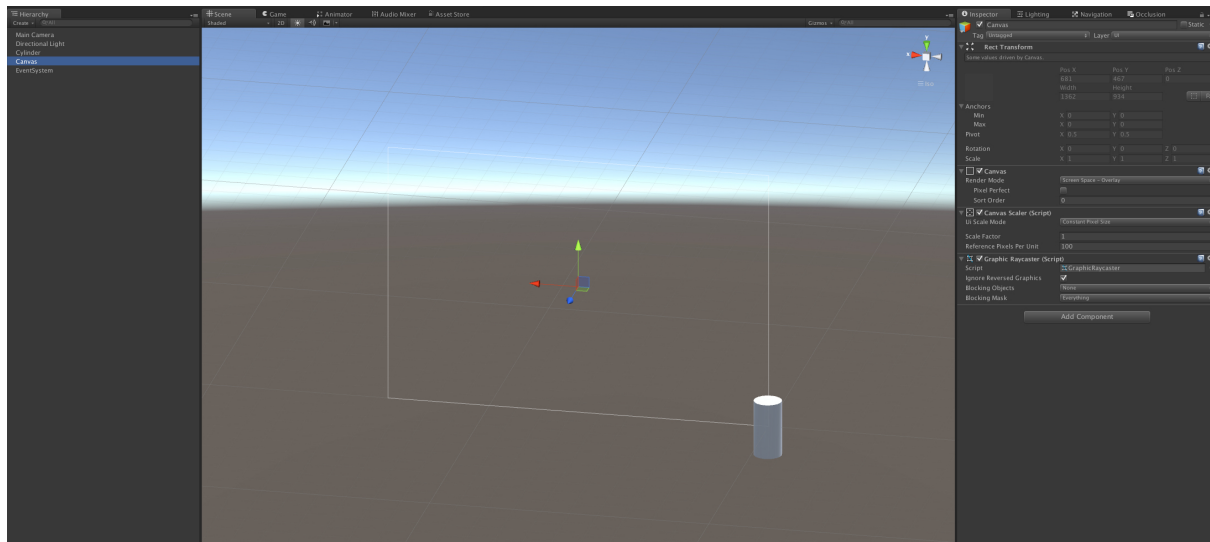 Hierarchy
Create
Main Camera
Directional Light
Cylinder
Canvas
EventSystem
Scene Game Animator Audio Mixer Asset Store
Shaded 2D Gizmos
y
x
Inspector Lighting Navigation Occlusion
Canvas Static
Tag Untagged Layer UI
Rect Transform
Some values driven by Canvas.
Pos X Pos Y Pos Z
681 467 0
Width Height
1362 934
Anchors
Min X 0 Y 0
Max X 0 Y 0
Pivot X 0.5 Y 0.5
Rotation X 0 Y 0 Z 0
Scale X 1 Y 1 Z 1
Canvas
Render Mode Screen Space - Overlay
Pixel Perfect
Sort Order 0
Canvas Scaler (Script)
Ui Scale Mode Constant Pixel Size
Scale Factor 1
Reference Pixels Per Unit 100
Graphic Raycaster (Script)
Script GraphicRaycaster
Ignore Reversed Graphics
Blocking Objects None
Blocking Mask Everything
Add Component